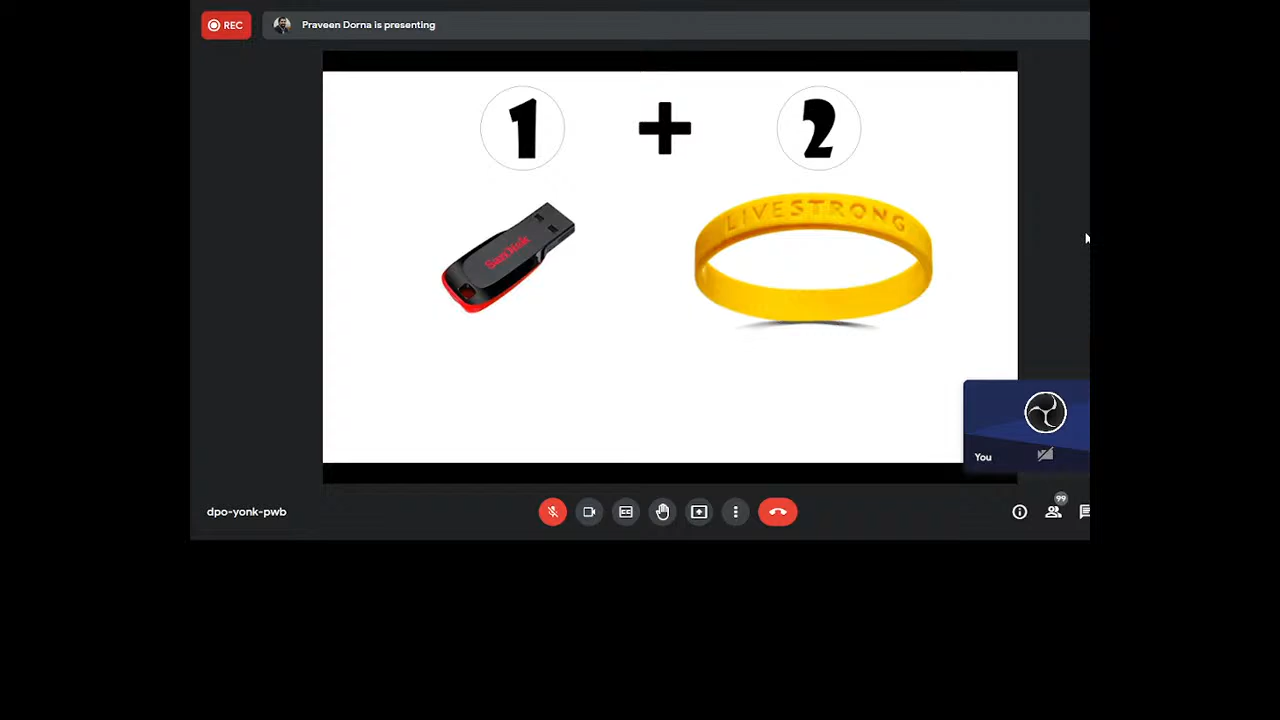 REC
Praveen Dorna is presenting
1 + 2
SanDisk
LIVESTRONG
You
99
dpo-yonk-pwb